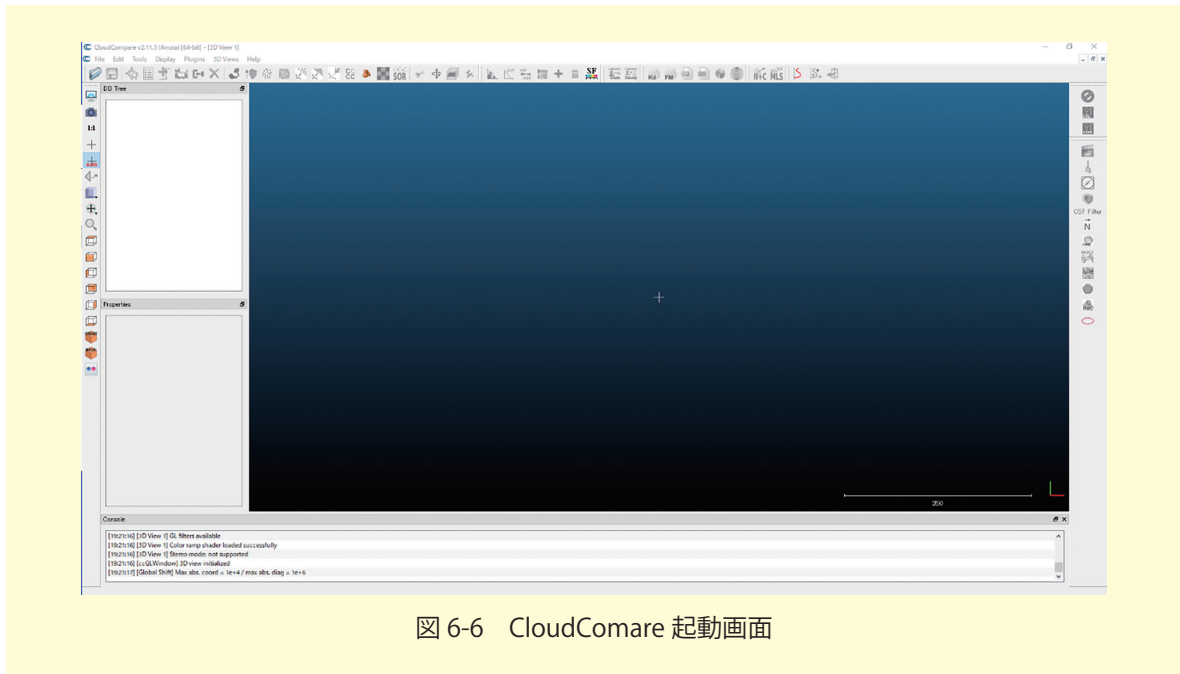 CloudCompare v2.11.3 (Anoia) [64-bit] - [3D View 1]
File Edit Tools Display Plugins 3D Views Help
SOR
SF
N+C
MLS
DB Tree
1:1
CSF Filter
N
Properties
350
Console
[19:21:16] [3D View 1] GL filters available
[19:21:16] [3D View 1] Color ramp shader loaded successfully
[19:21:16] [3D View 1] Stereo mode: not supported
[19:21:16] [ccGLWindow] 3D view initialized
[19:21:17] [Global Shift] Max abs. coord = 1e+4 / max abs. diag = 1e+6
図 6-6 CloudComare 起動画面